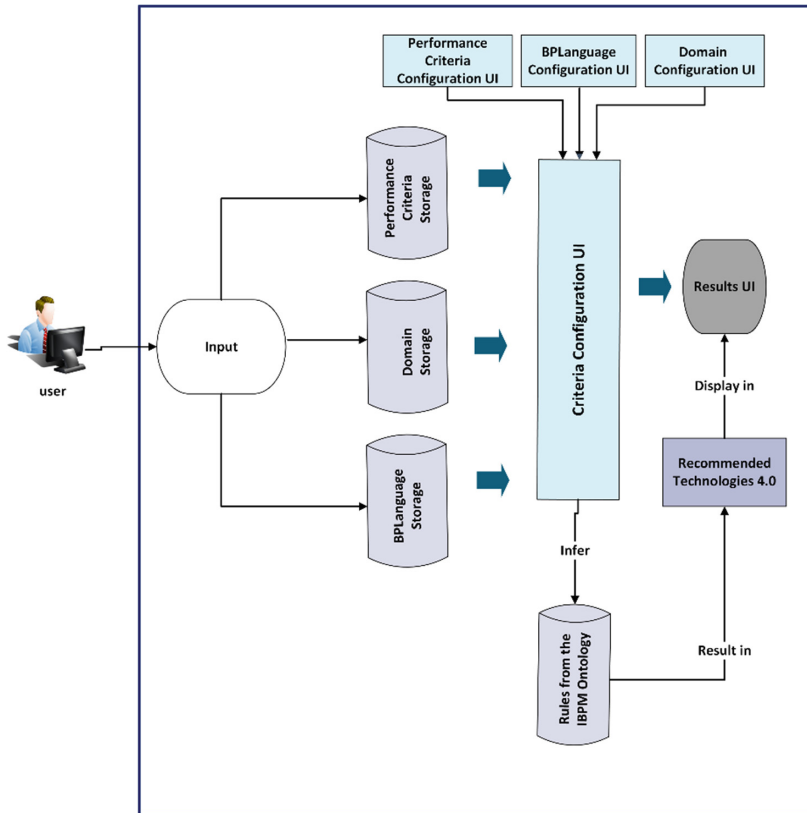 Performance
Criteria
Configuration UI
BPLanguage
Configuration UI
Domain
Configuration UI
Performance
Criteria
Storage
Criteria Configuration UI
Results UI
Input
Domain
Storage
user
Display in
BPLanguage
Storage
Recommended
Technologies 4.0
Infer
Rules from the
IBPM Ontology
Result in